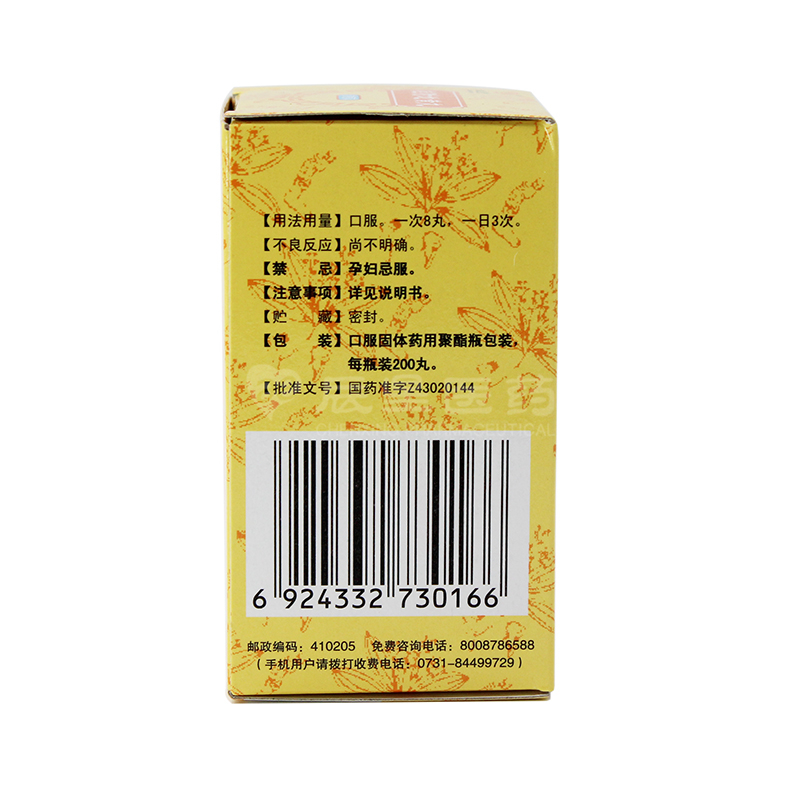 【用法用量】口服。一次8丸，一日3次。
【不良反应】尚不明确。
【禁 忌】孕妇忌服。
【注意事项】详见说明书。
【贮 藏】密封。
【包 装】口服固体药用聚酯瓶包装，
每瓶装200丸。
【批准文号】国药准字Z43020144
6 924332 730166
邮政编码：410205 免费咨询电话：8008786588
（手机用户请拨打收费电话：0731-84499729）